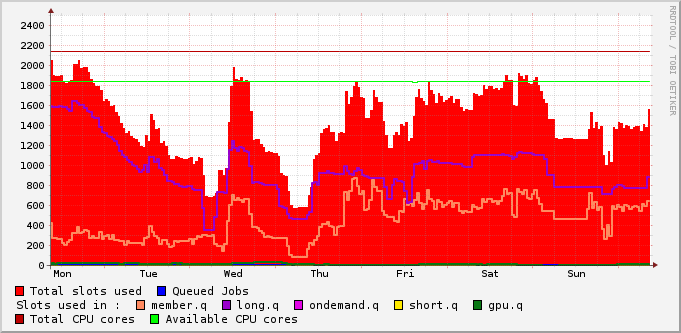 2400
2200
2000
1800
1600
1400
1200
1000
800
600
400
200
0
Mon Tue Wed Thu Fri Sat Sun
RRDTOOL / TOBI OETIKER
Total slots used Queued Jobs
Slots used in : member.q long.q ondemand.q short.q gpu.q
Total CPU cores Available CPU cores